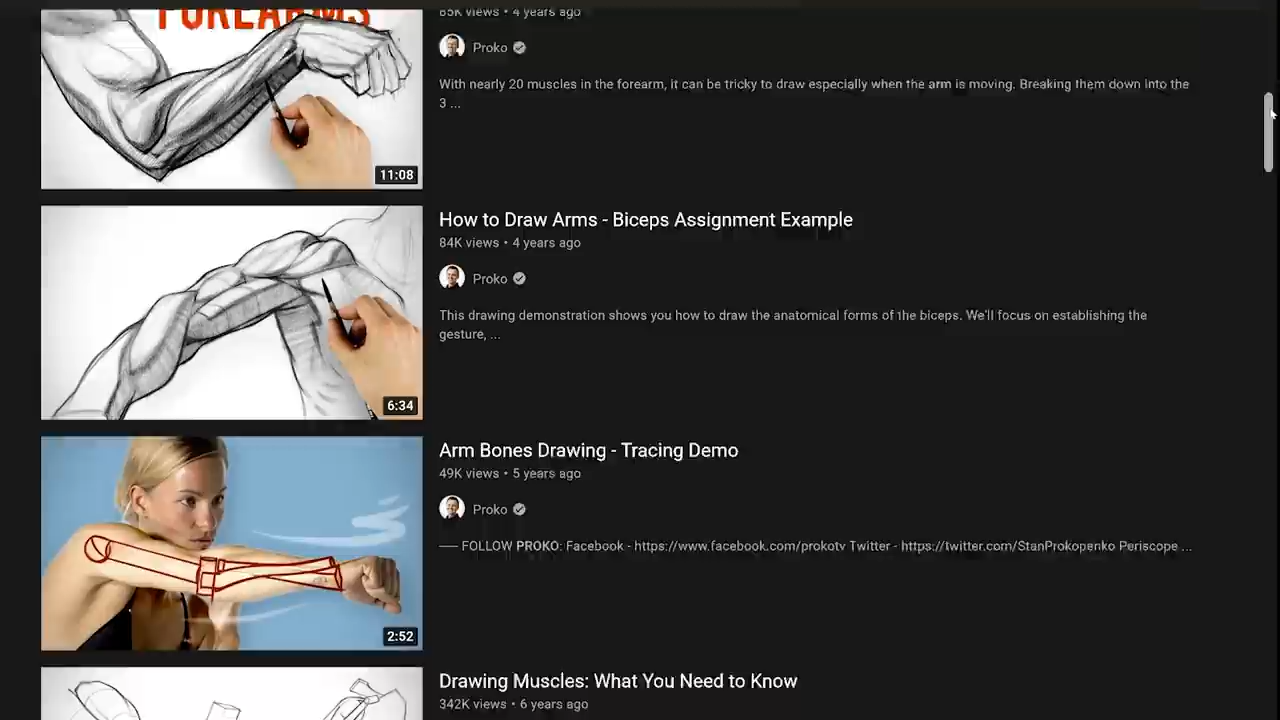 FOREARMS
85K views • 4 years ago
Proko
With nearly 20 muscles in the forearm, it can be tricky to draw especially when the arm is moving. Breaking them down into the
3 ...
11:08
How to Draw Arms - Biceps Assignment Example
84K views • 4 years ago
Proko
This drawing demonstration shows you how to draw the anatomical forms of the biceps. We'll focus on establishing the
gesture, ...
6:34
Arm Bones Drawing - Tracing Demo
49K views • 5 years ago
Proko
── FOLLOW PROKO: Facebook - https://www.facebook.com/prokotv Twitter - https://twitter.com/StanProkopenko Periscope ...
2:52
Drawing Muscles: What You Need to Know
342K views • 6 years ago